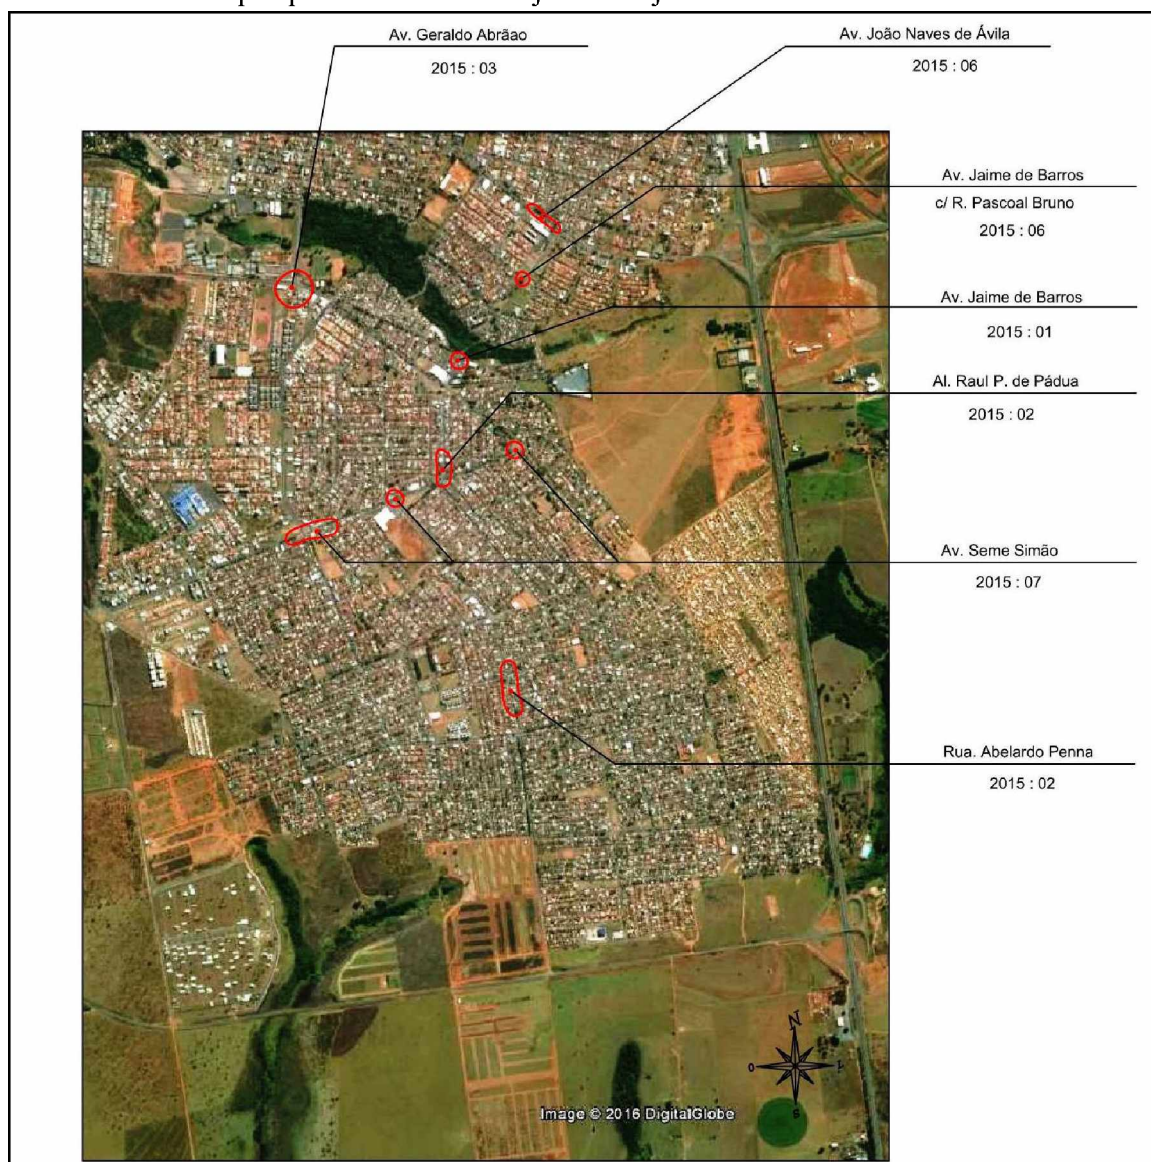 Av. Geraldo Abrãao
2015 : 03
Av. João Naves de Ávila
2015 : 06
Av. Jaime de Barros
c/ R. Pascoal Bruno
2015 : 06
Av. Jaime de Barros
2015 : 01
Al. Raul P. de Pádua
2015 : 02
Av. Seme Simão
2015 : 07
Rua. Abelardo Penna
2015 : 02
N
O
S
Image © 2016 DigitalGlobe